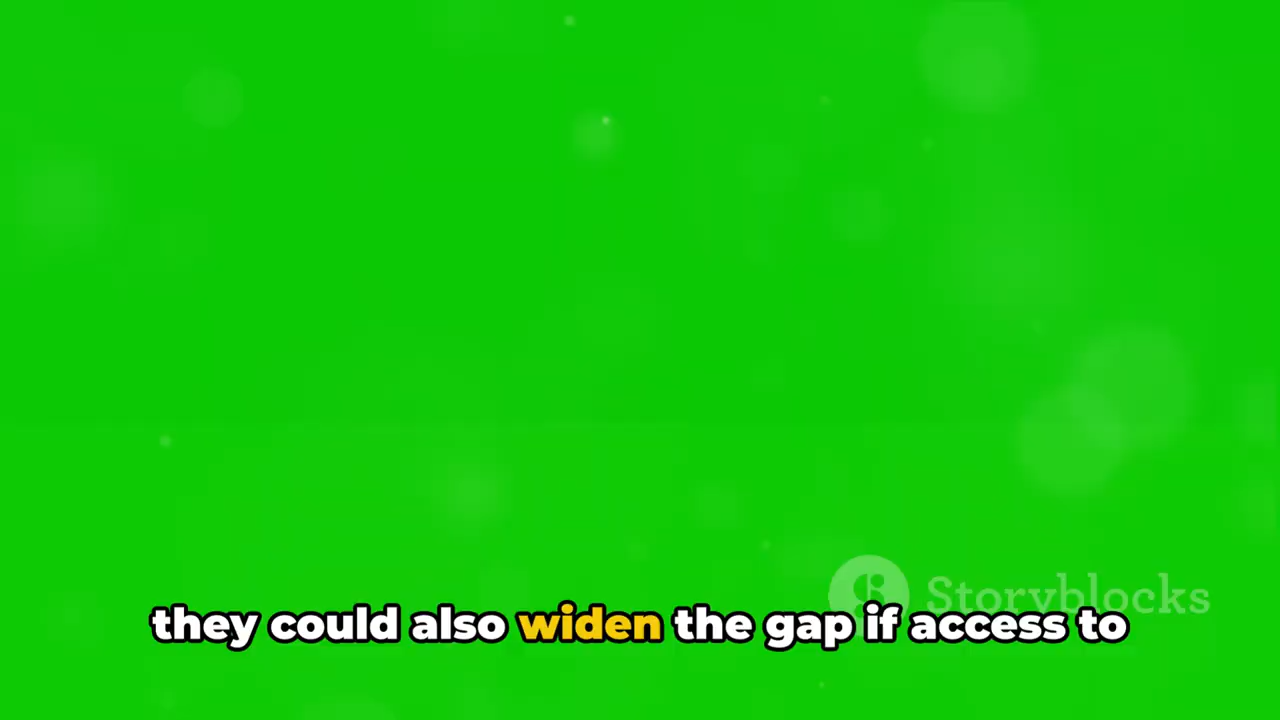 Storyblocks
they could also widen the gap if access to